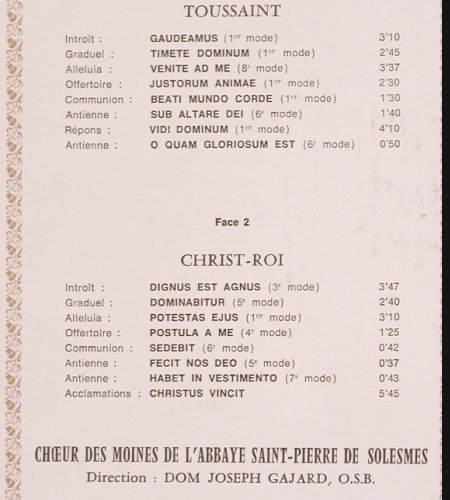 TOUSSAINT
Introït : GAUDEAMUS (1er mode) 3'10
Graduel : TIMETE DOMINUM (1er mode) 2'45
Alleluia : VENITE AD ME (8e mode) 3'37
Offertoire : JUSTORUM ANIMAE (1er mode) 2'30
Communion : BEATI MUNDO CORDE (1er mode) 1'30
Antienne : SUB ALTARE DEI (6e mode) 1'40
Répons : VIDI DOMINUM (1er mode) 4'10
Antienne : O QUAM GLORIOSUM EST (6e mode) 0'50
Face 2
CHRIST-ROI
Introït : DIGNUS EST AGNUS (3e mode) 3'47
Graduel : DOMINABITUR (5e mode) 2'40
Alleluia : POTESTAS EJUS (1er mode) 3'10
Offertoire : POSTULA A ME (4e mode) 1'25
Communion : SEDEBIT (6e mode) 0'42
Antienne : FECIT NOS DEO (5e mode) 0'37
Antienne : HABET IN VESTIMENTO (7e mode) 0'43
Acclamations : CHRISTUS VINCIT 5'45
CHŒUR DES MOINES DE L'ABBAYE SAINT-PIERRE DE SOLESMES
Direction : DOM JOSEPH GAJARD, O.S.B.